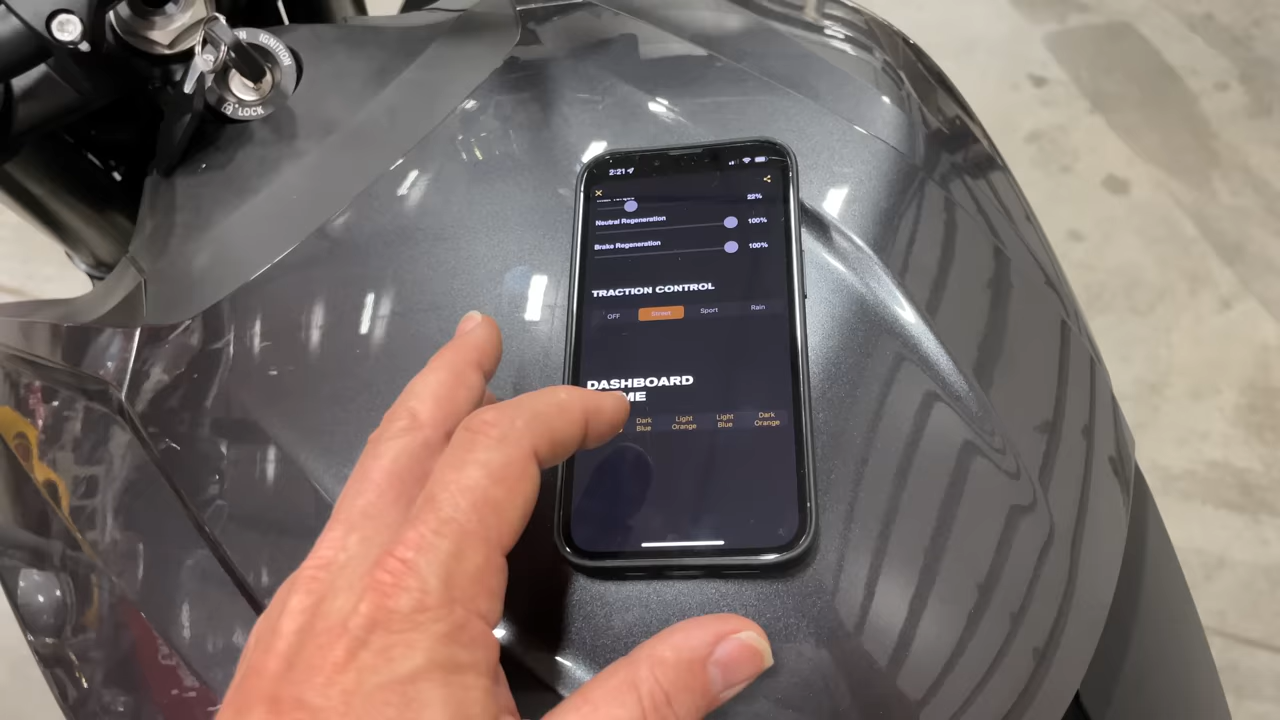 IGNITION
LOCK
2:21
22%
Neutral Regeneration 100%
Brake Regeneration 100%
TRACTION CONTROL
OFF Street Sport Rain
DASHBOARD
Dark Blue Light Orange Light Blue Dark Orange